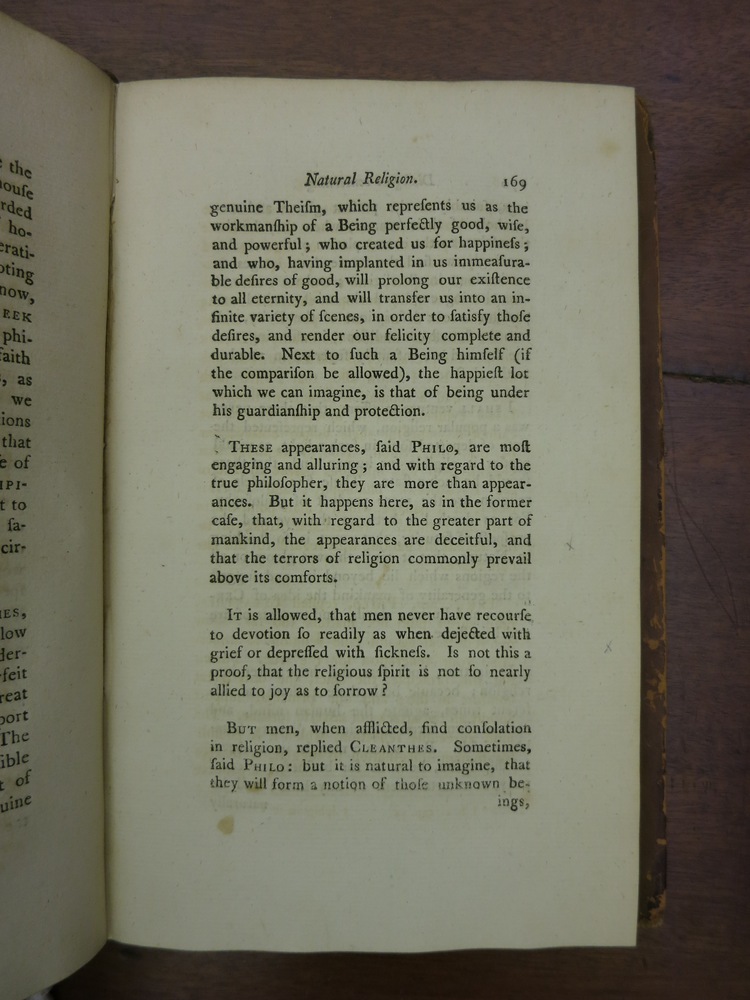 the
ouſe
rded
ho-
erati-
oting
now,
EEK
phi-
faith
, as
we
ions
that
e of
IPI-
t to
ſa-
cir-
ES,
low
der-
feit
reat
port
The
ible
t of
uine
Natural Religion. 169
genuine Theiſm, which repreſents us as the
workmanſhip of a Being perfectly good, wiſe,
and powerful; who created us for happineſs;
and who, having implanted in us immeaſura-
ble deſires of good, will prolong our exiſtence
to all eternity, and will transfer us into an in-
finite variety of ſcenes, in order to ſatisfy thoſe
deſires, and render our felicity complete and
durable. Next to ſuch a Being himſelf (if
the compariſon be allowed), the happieſt lot
which we can imagine, is that of being under
his guardianſhip and protection.
THESE appearances, ſaid PHILO, are moſt
engaging and alluring; and with regard to the
true philoſopher, they are more than appear-
ances. But it happens here, as in the former
caſe, that, with regard to the greater part of
mankind, the appearances are deceitful, and
that the terrors of religion commonly prevail
above its comforts.
IT is allowed, that men never have recourſe
to devotion ſo readily as when dejected with
grief or depreſſed with ſickneſs. Is not this a
proof, that the religious ſpirit is not ſo nearly
allied to joy as to ſorrow?
BUT men, when afflicted, find conſolation
in religion, replied CLEANTHES. Sometimes,
ſaid PHILO: but it is natural to imagine, that
they will form a notion of thoſe unknown be-
ings,